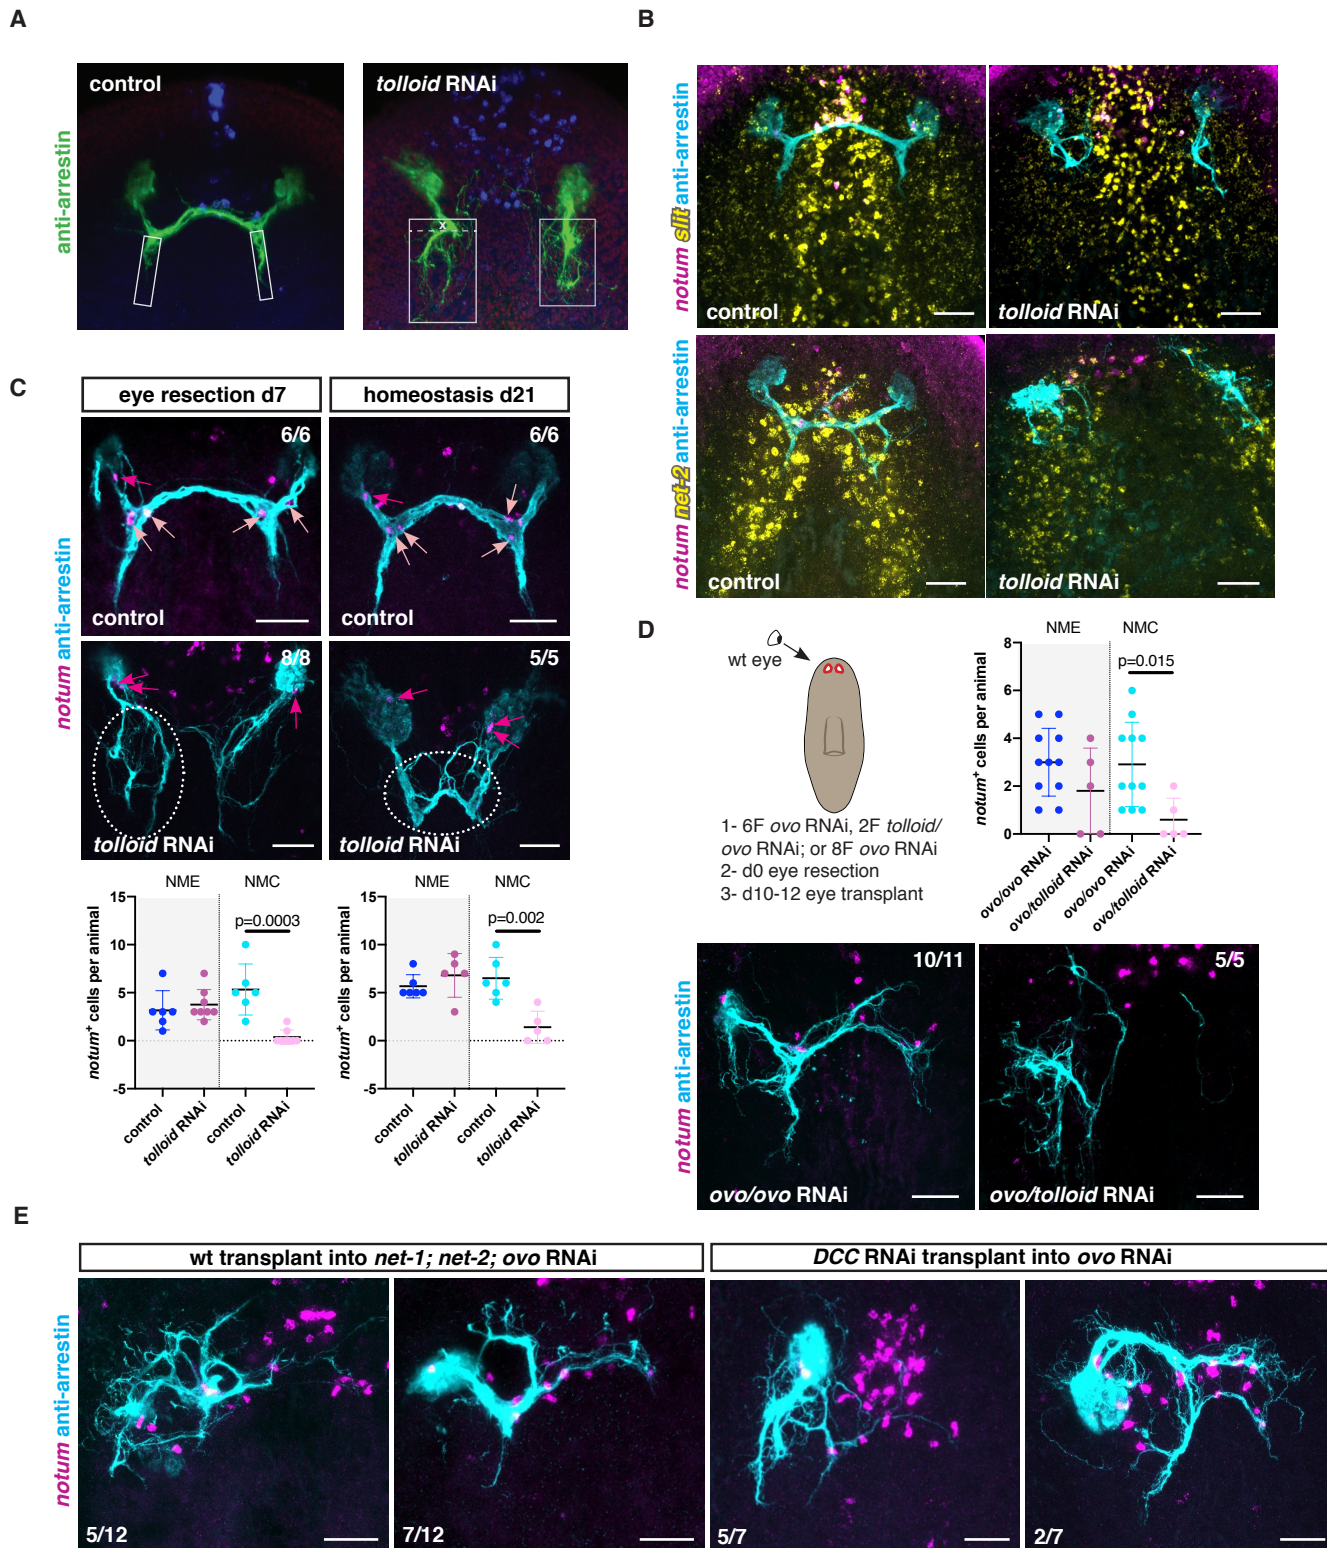 A
control
tolloid RNAi
anti-arrestin
x
B
notum slit anti-arrestin
control
tolloid RNAi
notum net-2 anti-arrestin
control
tolloid RNAi
C
eye resection d7
homeostasis d21
notum anti-arrestin
6/6
control
6/6
control
8/8
tolloid RNAi
5/5
tolloid RNAi
NME
NMC
p=0.0003
notum+ cells per animal
15
10
5
0
-5
control
tolloid RNAi
control
tolloid RNAi
NME
NMC
p=0.002
notum+ cells per animal
15
10
5
0
-5
control
tolloid RNAi
control
tolloid RNAi
D
wt eye
1- 6F ovo RNAi, 2F tolloid/
ovo RNAi; or 8F ovo RNAi
2- d0 eye resection
3- d10-12 eye transplant
NME
NMC
p=0.015
notum+ cells per animal
8
6
4
2
0
ovo/ovo RNAi
ovo/tolloid RNAi
ovo/ovo RNAi
ovo/tolloid RNAi
notum anti-arrestin
10/11
ovo/ovo RNAi
5/5
ovo/tolloid RNAi
E
wt transplant into net-1; net-2; ovo RNAi
DCC RNAi transplant into ovo RNAi
notum anti-arrestin
5/12
7/12
5/7
2/7